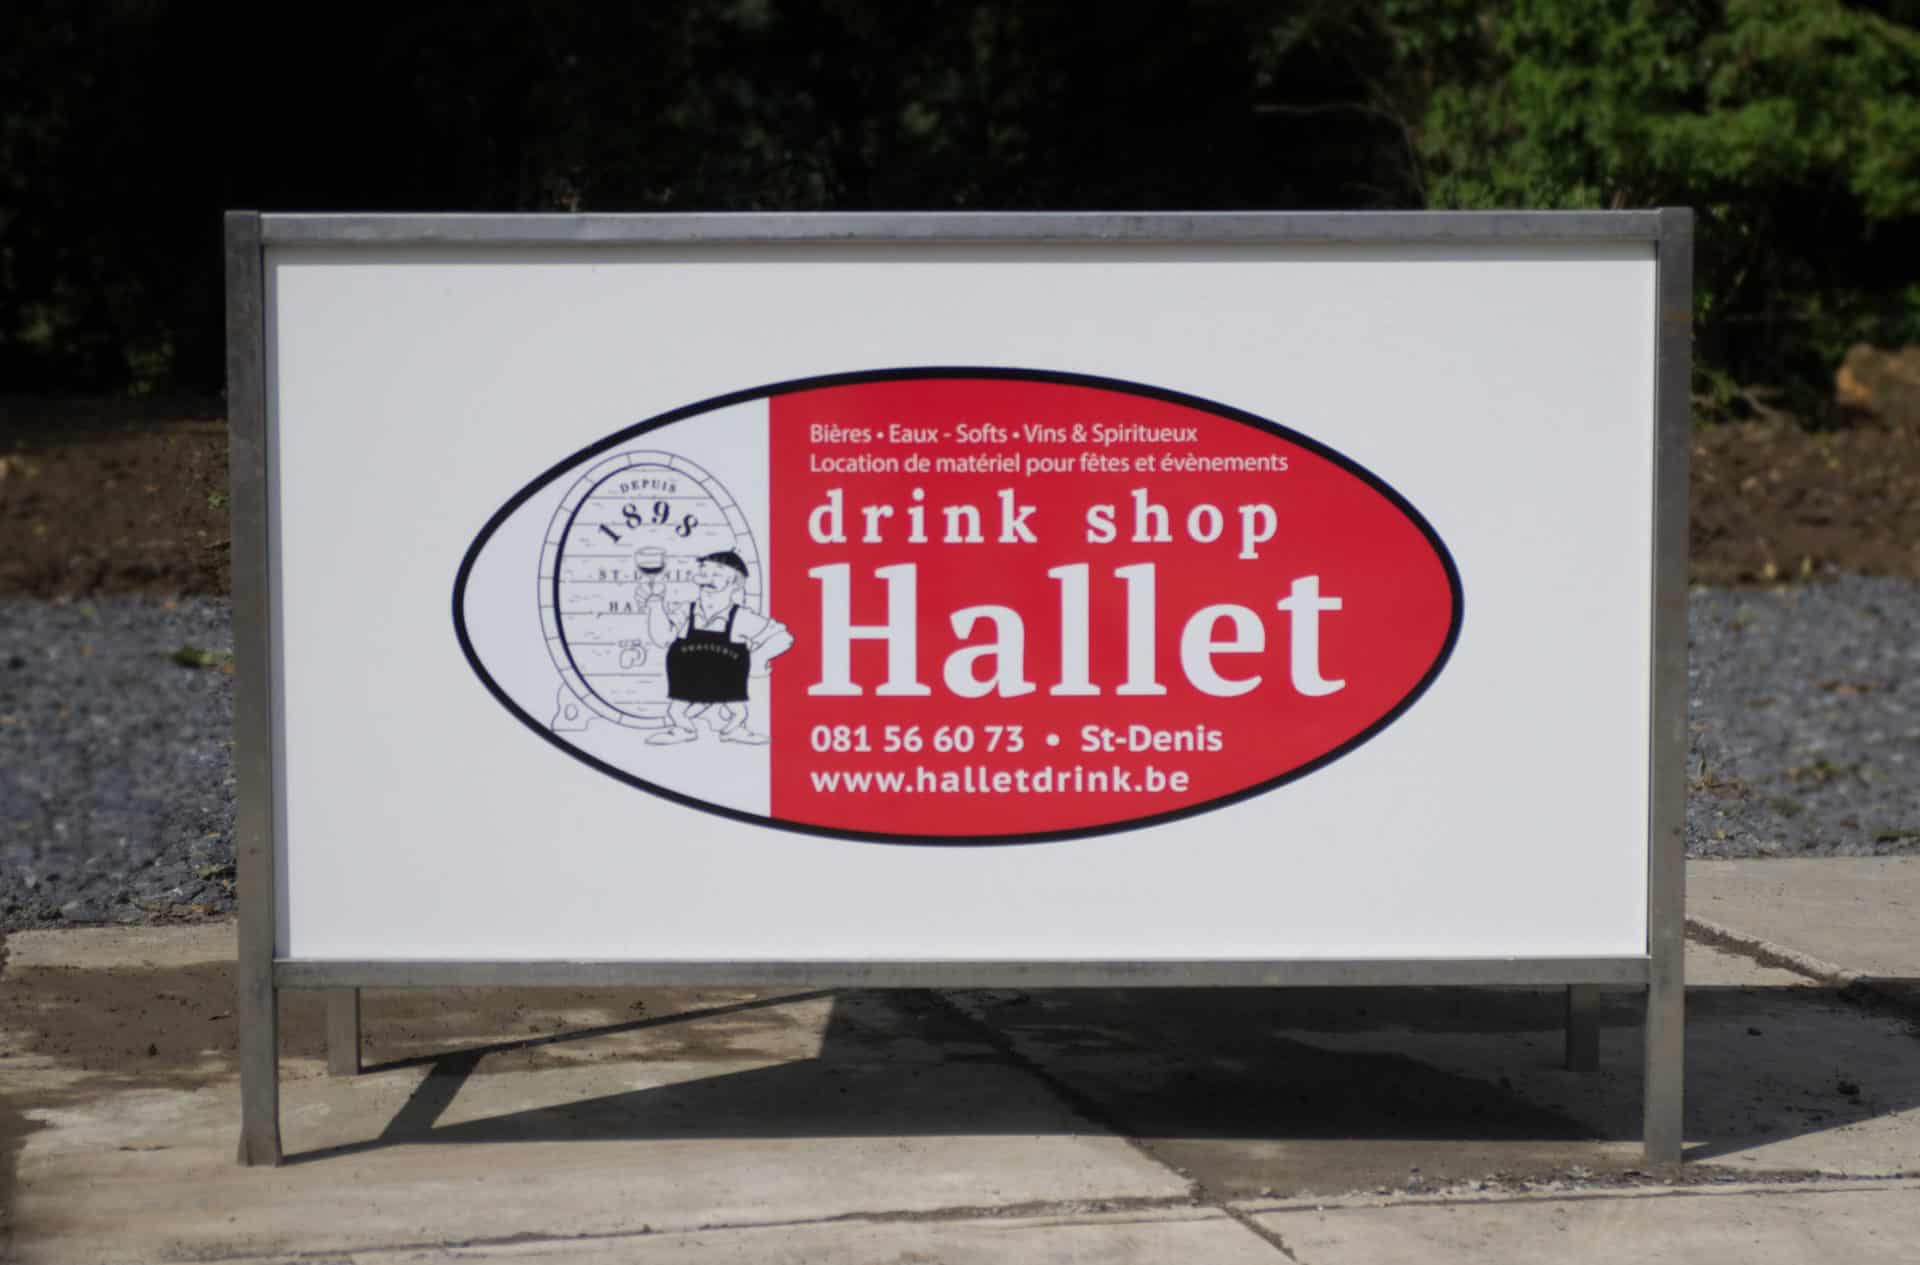 DEPUIS
1898
BRASSERIE
Bières • Eaux - Softs • Vins & Spiritueux
Location de matériel pour fêtes et évènements
drink shop
Hallet
081 56 60 73 • St-Denis
www.halletdrink.be